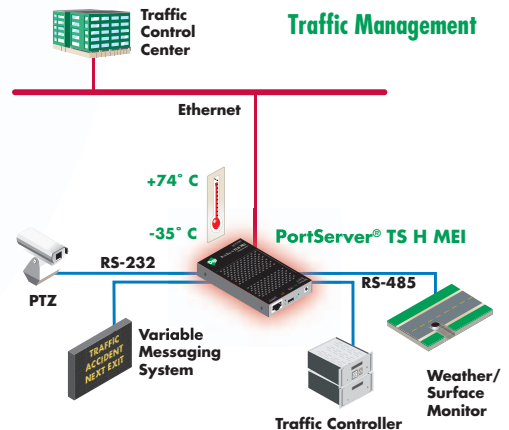 Traffic
Control
Center
Traffic Management
Ethernet
+74° C
-35° C
PortServer® TS H MEI
RS-232
RS-485
PTZ
TRAFFIC
ACCIDENT
NEXT EXIT
Variable
Messaging
System
Weather/
Surface
Monitor
Traffic Controller